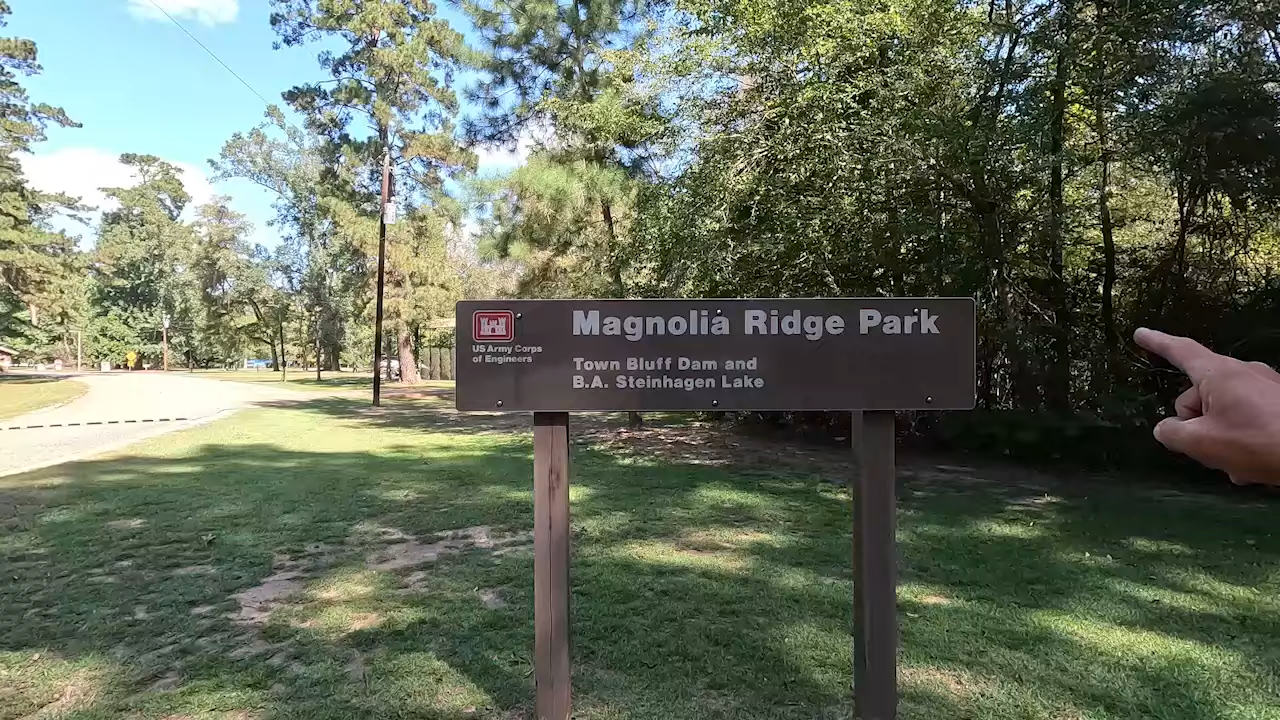 Magnolia Ridge Park
US Army Corps
of Engineers
Town Bluff Dam and
B.A. Steinhagen Lake